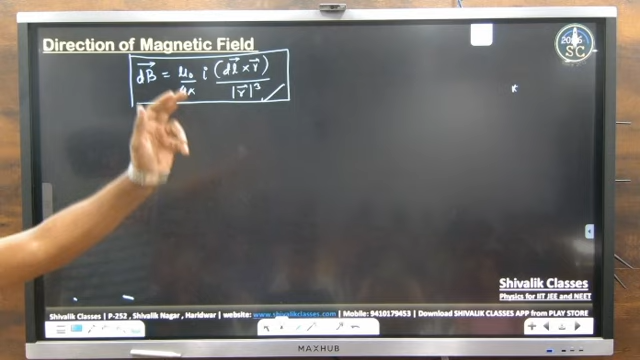 Direction of Magnetic Field
2026
SC
dB⃗ = μ₀/4π i (dl⃗ × r⃗)/|r⃗|³
Shivalik Classes
Physics for IIT JEE and NEET
Shivalik Classes | P-252, Shivalik Nagar, Haridwar | website: www.shivalikclasses.com | Mobile: 9410179453 | Download SHIVALIK CLASSES APP from PLAY STORE
MAXHUB